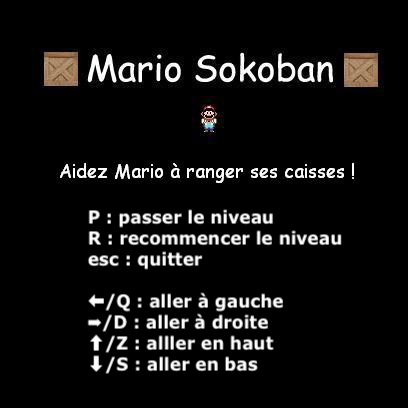 Mario Sokoban
Aidez Mario à ranger ses caisses !
P : passer le niveau
R : recommencer le niveau
esc : quitter
⬅/Q : aller à gauche
➡/D : aller à droite
⬆/Z : alller en haut
⬇/S : aller en bas